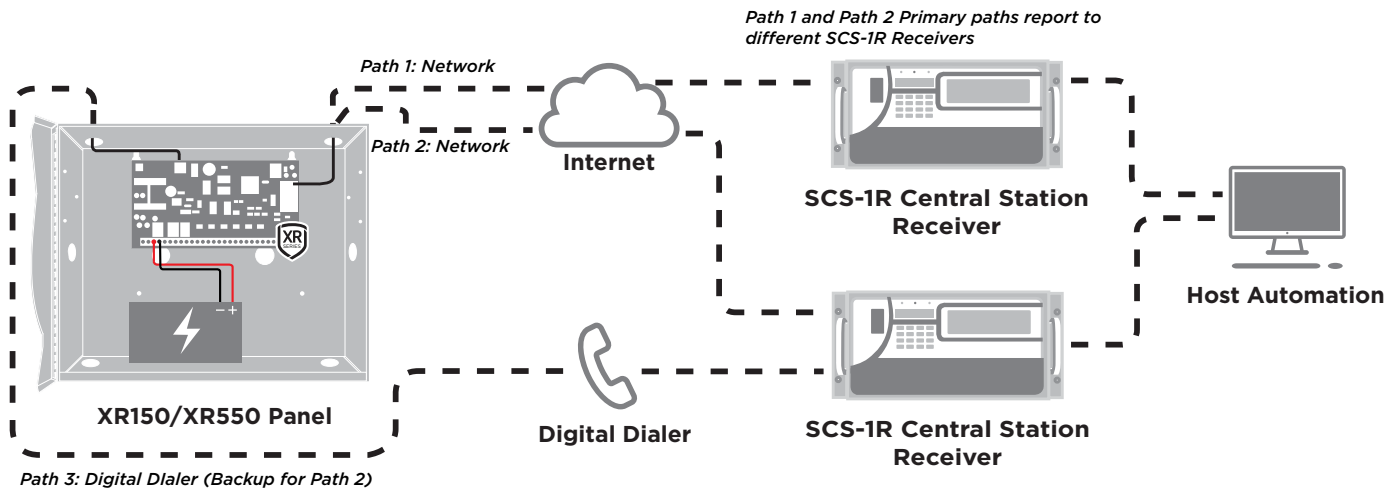 Path 1 and Path 2 Primary paths report to
different SCS-1R Receivers
Path 1: Network
Path 2: Network
Internet
SCS-1R Central Station
Receiver
XR
SERIES
Host Automation
− +
XR150/XR550 Panel
Digital Dialer
SCS-1R Central Station
Receiver
Path 3: Digital DIaler (Backup for Path 2)